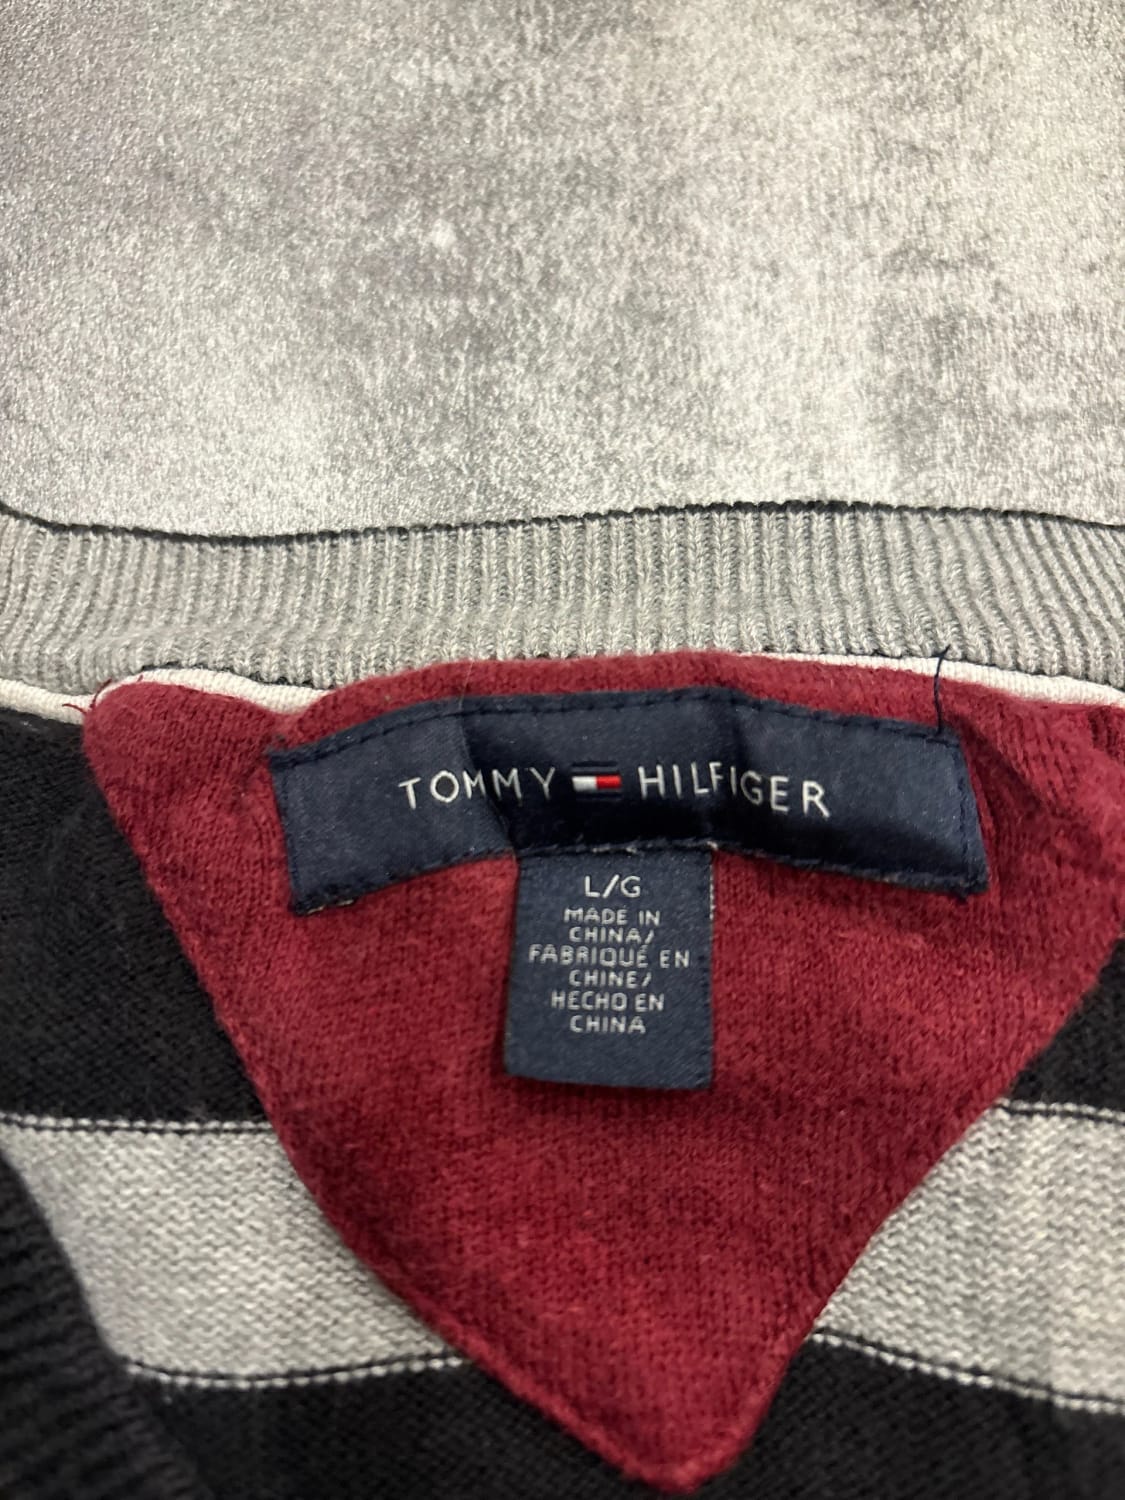 TOMMY HILFIGER
L/G
MADE IN
CHINA/
FABRIQUÉ EN
CHINE/
HECHO EN
CHINA